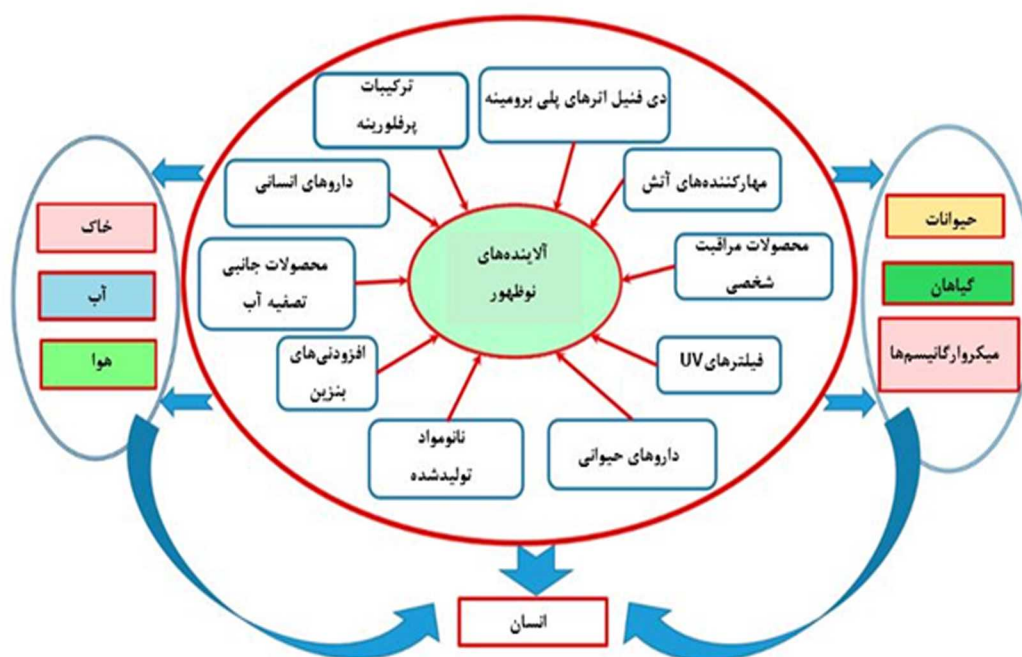 دی فنیل اترهای پلی برومینه
ترکیبات
پرفلورینه
مهارکننده‌های آتش
داروهای انسانی
حیوانات
گیاهان
میکروارگانیسم‌ها
محصولات مراقبت
شخصی
آلاینده‌های
نوظهور
محصولات جانبی
تصفیه آب
خاک
آب
هوا
فیلترهای UV
افزودنی‌های
بنزین
داروهای حیوانی
نانومواد
تولیدشده
انسان